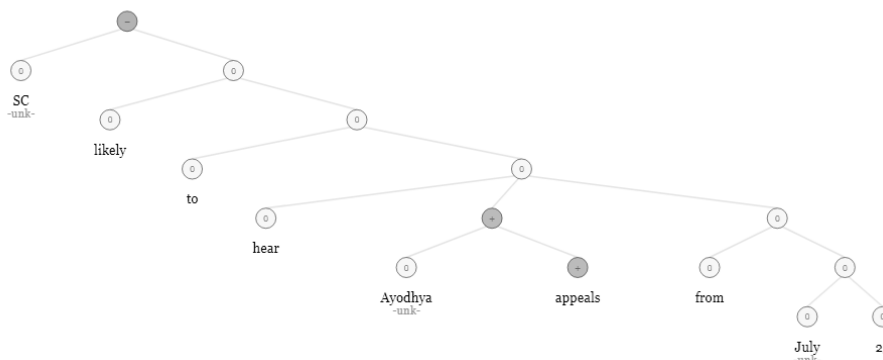 −
0 0
SC
-unk-
0 0
likely
0 0
to
0 + 0
hear
0 + 0 0
Ayodhya appeals from
-unk-
0
July
-unk-